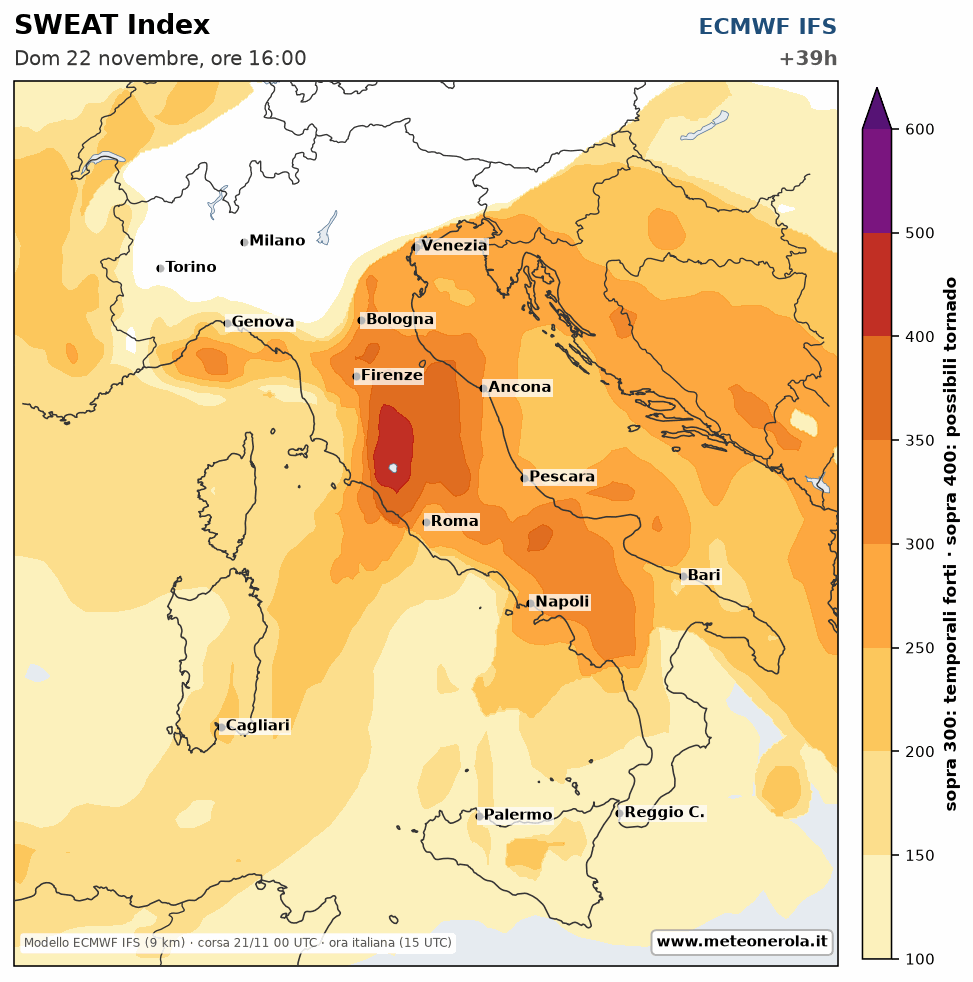 SWEAT Index
ECMWF IFS
Dom 22 novembre, ore 16:00
+39h
Milano
Torino
Venezia
Genova
Bologna
Firenze
Ancona
Pescara
Roma
Bari
Napoli
Cagliari
Palermo
Reggio C.
600
500
400
350
300
250
200
150
100
sopra 300: temporali forti · sopra 400: possibili tornado
Modello ECMWF IFS (9 km) · corsa 21/11 00 UTC · ora italiana (15 UTC)
www.meteonerola.it